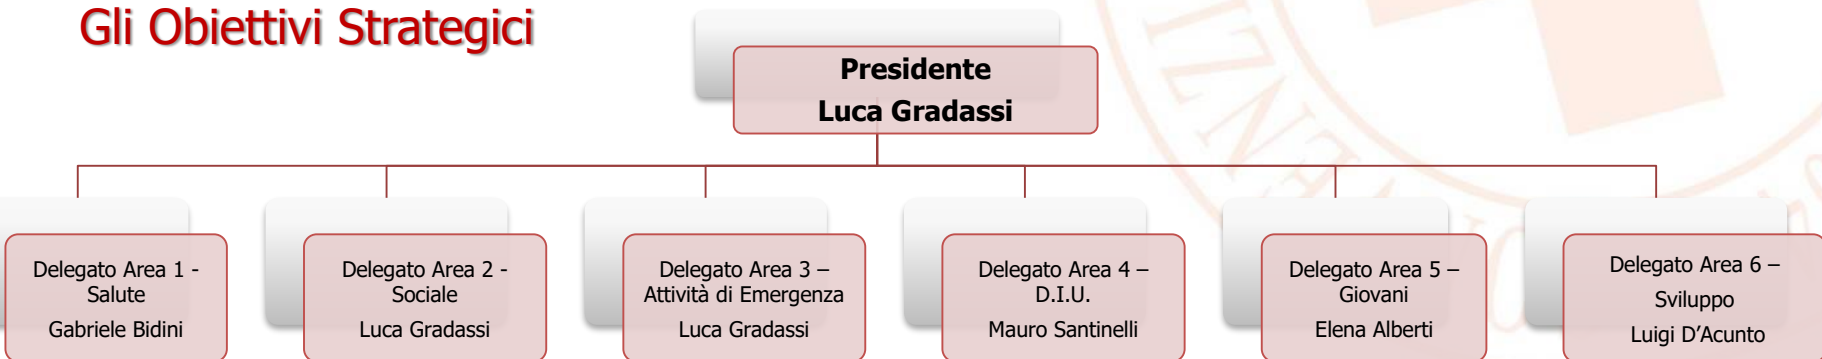 Gli Obiettivi Strategici
Presidente
Luca Gradassi
Delegato Area 1 -
Salute
Gabriele Bidini
Delegato Area 2 -
Sociale
Luca Gradassi
Delegato Area 3 –
Attività di Emergenza
Luca Gradassi
Delegato Area 4 –
D.I.U.
Mauro Santinelli
Delegato Area 5 –
Giovani
Elena Alberti
Delegato Area 6 –
Sviluppo
Luigi D’Acunto